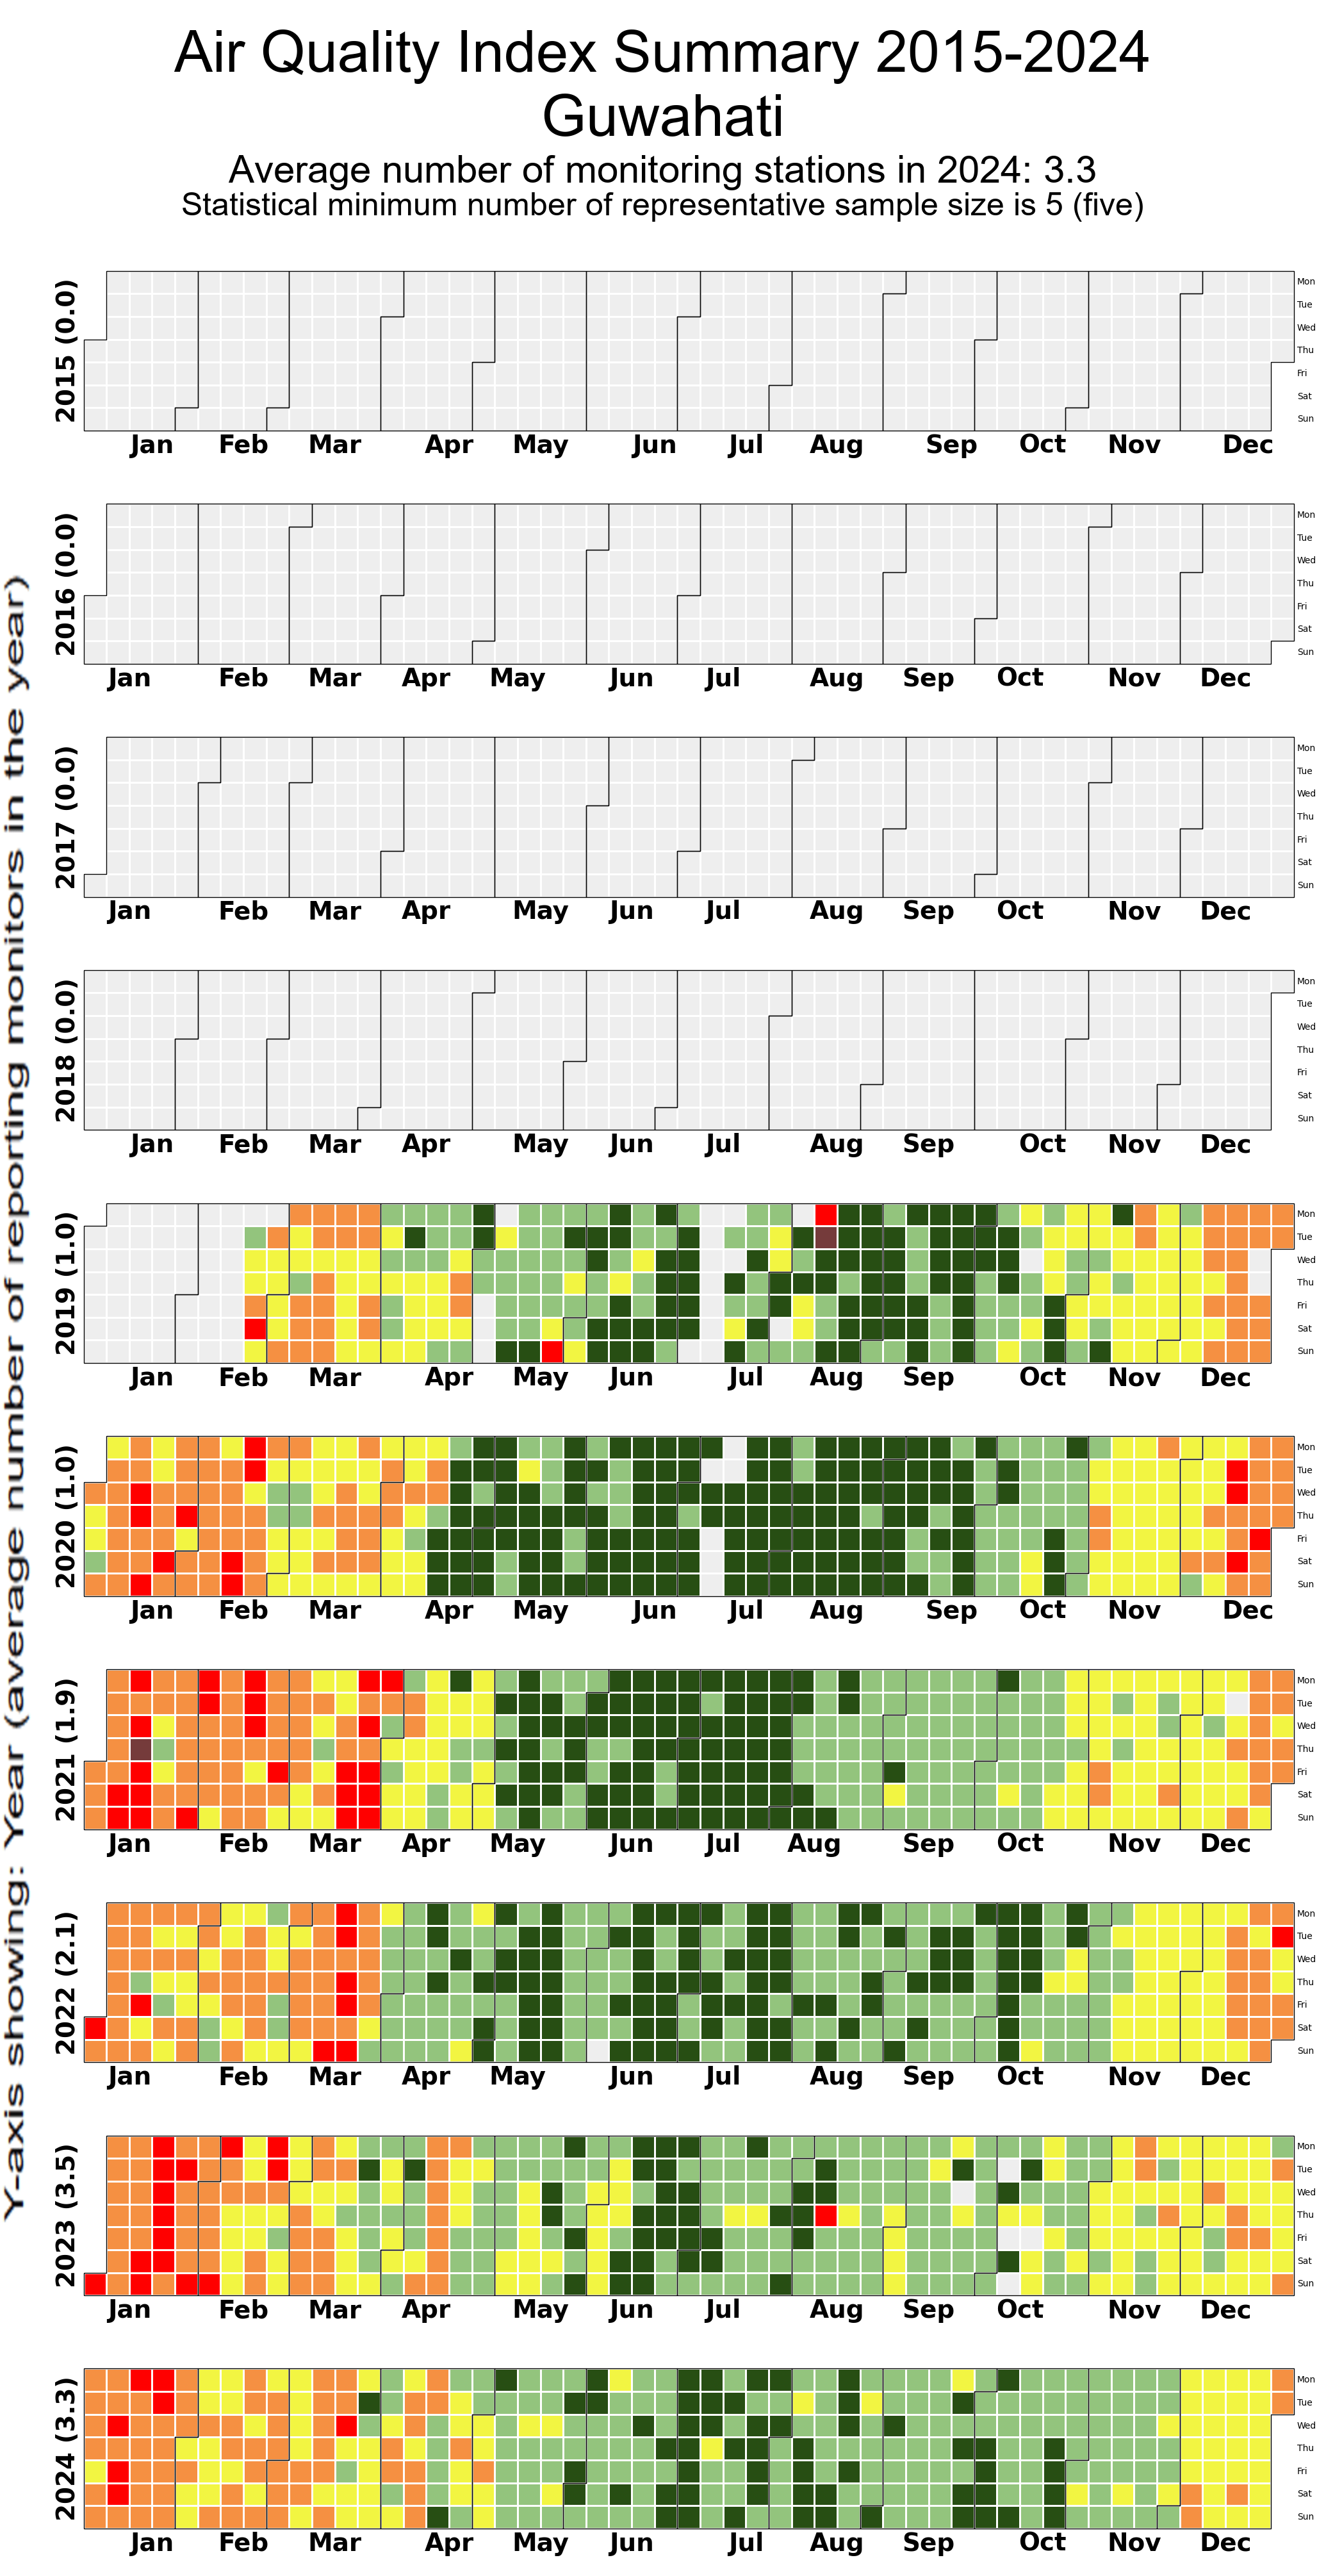 Air Quality Index Summary 2015-2024
Guwahati
Average number of monitoring stations in 2024: 3.3
Statistical minimum number of representative sample size is 5 (five)
Y-axis showing: Year (average number of reporting monitors in the year)
2015 (0.0)
Mon
Tue
Wed
Thu
Fri
Sat
Sun
Jan Feb Mar Apr May Jun Jul Aug Sep Oct Nov Dec
2016 (0.0)
Mon
Tue
Wed
Thu
Fri
Sat
Sun
Jan Feb Mar Apr May Jun Jul Aug Sep Oct Nov Dec
2017 (0.0)
Mon
Tue
Wed
Thu
Fri
Sat
Sun
Jan Feb Mar Apr May Jun Jul Aug Sep Oct Nov Dec
2018 (0.0)
Mon
Tue
Wed
Thu
Fri
Sat
Sun
Jan Feb Mar Apr May Jun Jul Aug Sep Oct Nov Dec
2019 (1.0)
Mon
Tue
Wed
Thu
Fri
Sat
Sun
Jan Feb Mar Apr May Jun Jul Aug Sep Oct Nov Dec
2020 (1.0)
Mon
Tue
Wed
Thu
Fri
Sat
Sun
Jan Feb Mar Apr May Jun Jul Aug Sep Oct Nov Dec
2021 (1.9)
Mon
Tue
Wed
Thu
Fri
Sat
Sun
Jan Feb Mar Apr May Jun Jul Aug Sep Oct Nov Dec
2022 (2.1)
Mon
Tue
Wed
Thu
Fri
Sat
Sun
Jan Feb Mar Apr May Jun Jul Aug Sep Oct Nov Dec
2023 (3.5)
Mon
Tue
Wed
Thu
Fri
Sat
Sun
Jan Feb Mar Apr May Jun Jul Aug Sep Oct Nov Dec
2024 (3.3)
Mon
Tue
Wed
Thu
Fri
Sat
Sun
Jan Feb Mar Apr May Jun Jul Aug Sep Oct Nov Dec